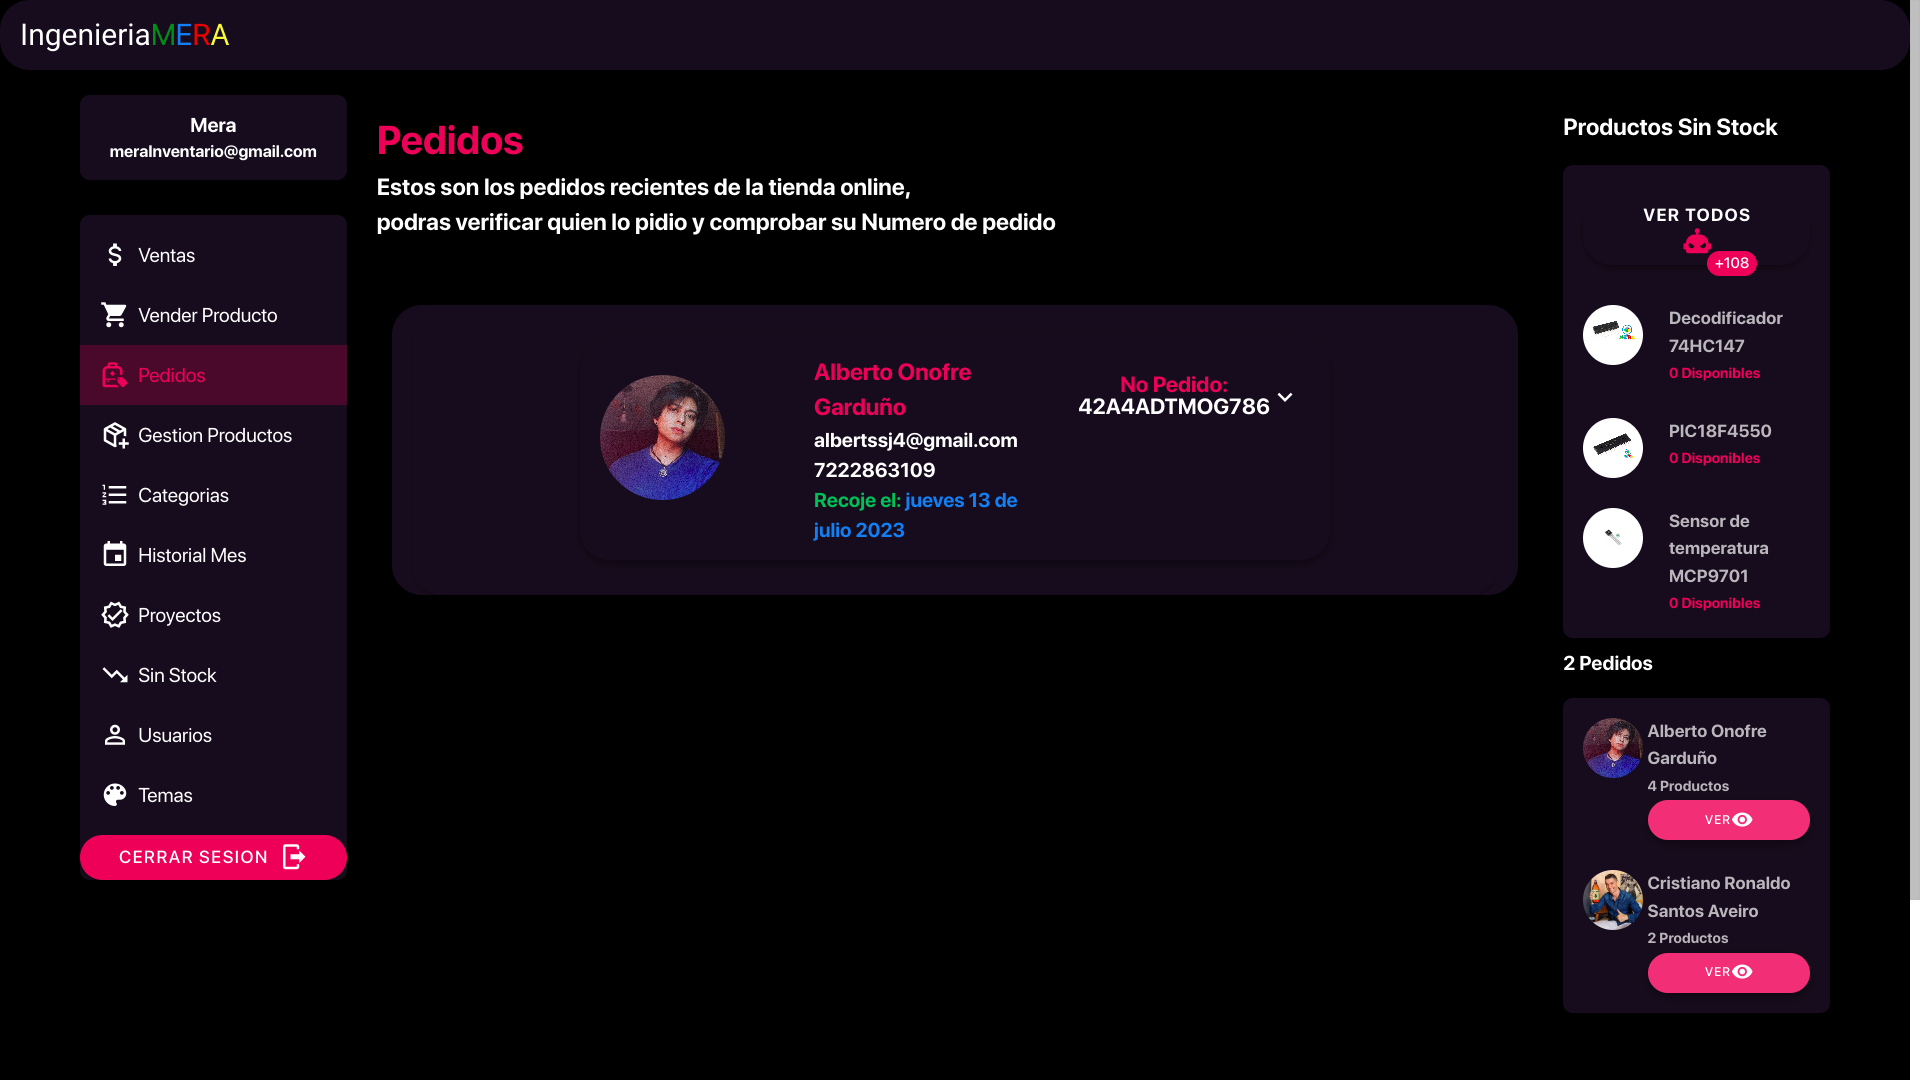 IngenieriaMERA
Mera
meraInventario@gmail.com
Ventas
Vender Producto
Pedidos
Gestion Productos
Categorias
Historial Mes
Proyectos
Sin Stock
Usuarios
Temas
CERRAR SESION
Pedidos
Estos son los pedidos recientes de la tienda online,
podras verificar quien lo pidio y comprobar su Numero de pedido
Alberto Onofre
Garduño
albertssj4@gmail.com
7222863109
Recoje el: jueves 13 de
julio 2023
No Pedido:
42A4ADTMOG786
Productos Sin Stock
VER TODOS
+108
Decodificador
74HC147
0 Disponibles
PIC18F4550
0 Disponibles
Sensor de
temperatura
MCP9701
0 Disponibles
2 Pedidos
Alberto Onofre
Garduño
4 Productos
VER
Cristiano Ronaldo
Santos Aveiro
2 Productos
VER